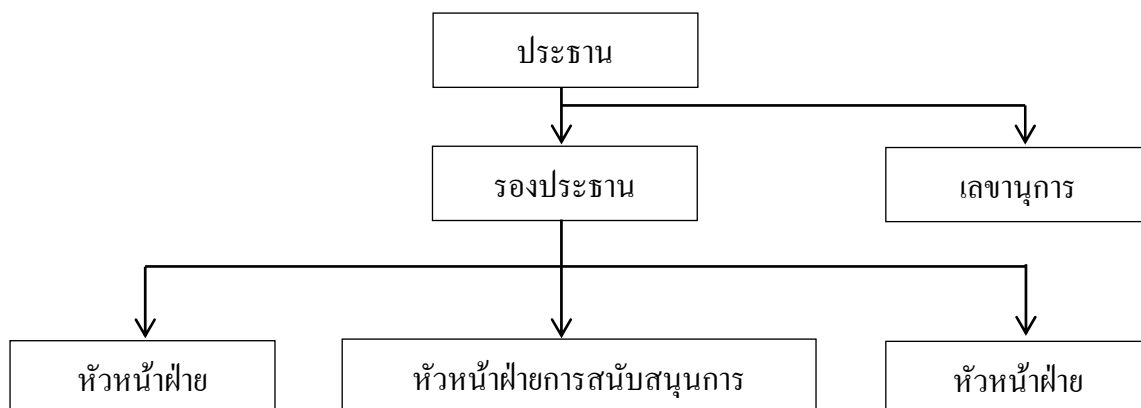 ประธาน
รองประธาน
เลขานุการ
หัวหน้าฝ่าย
หัวหน้าฝ่ายการสนับสนุนการ
หัวหน้าฝ่าย